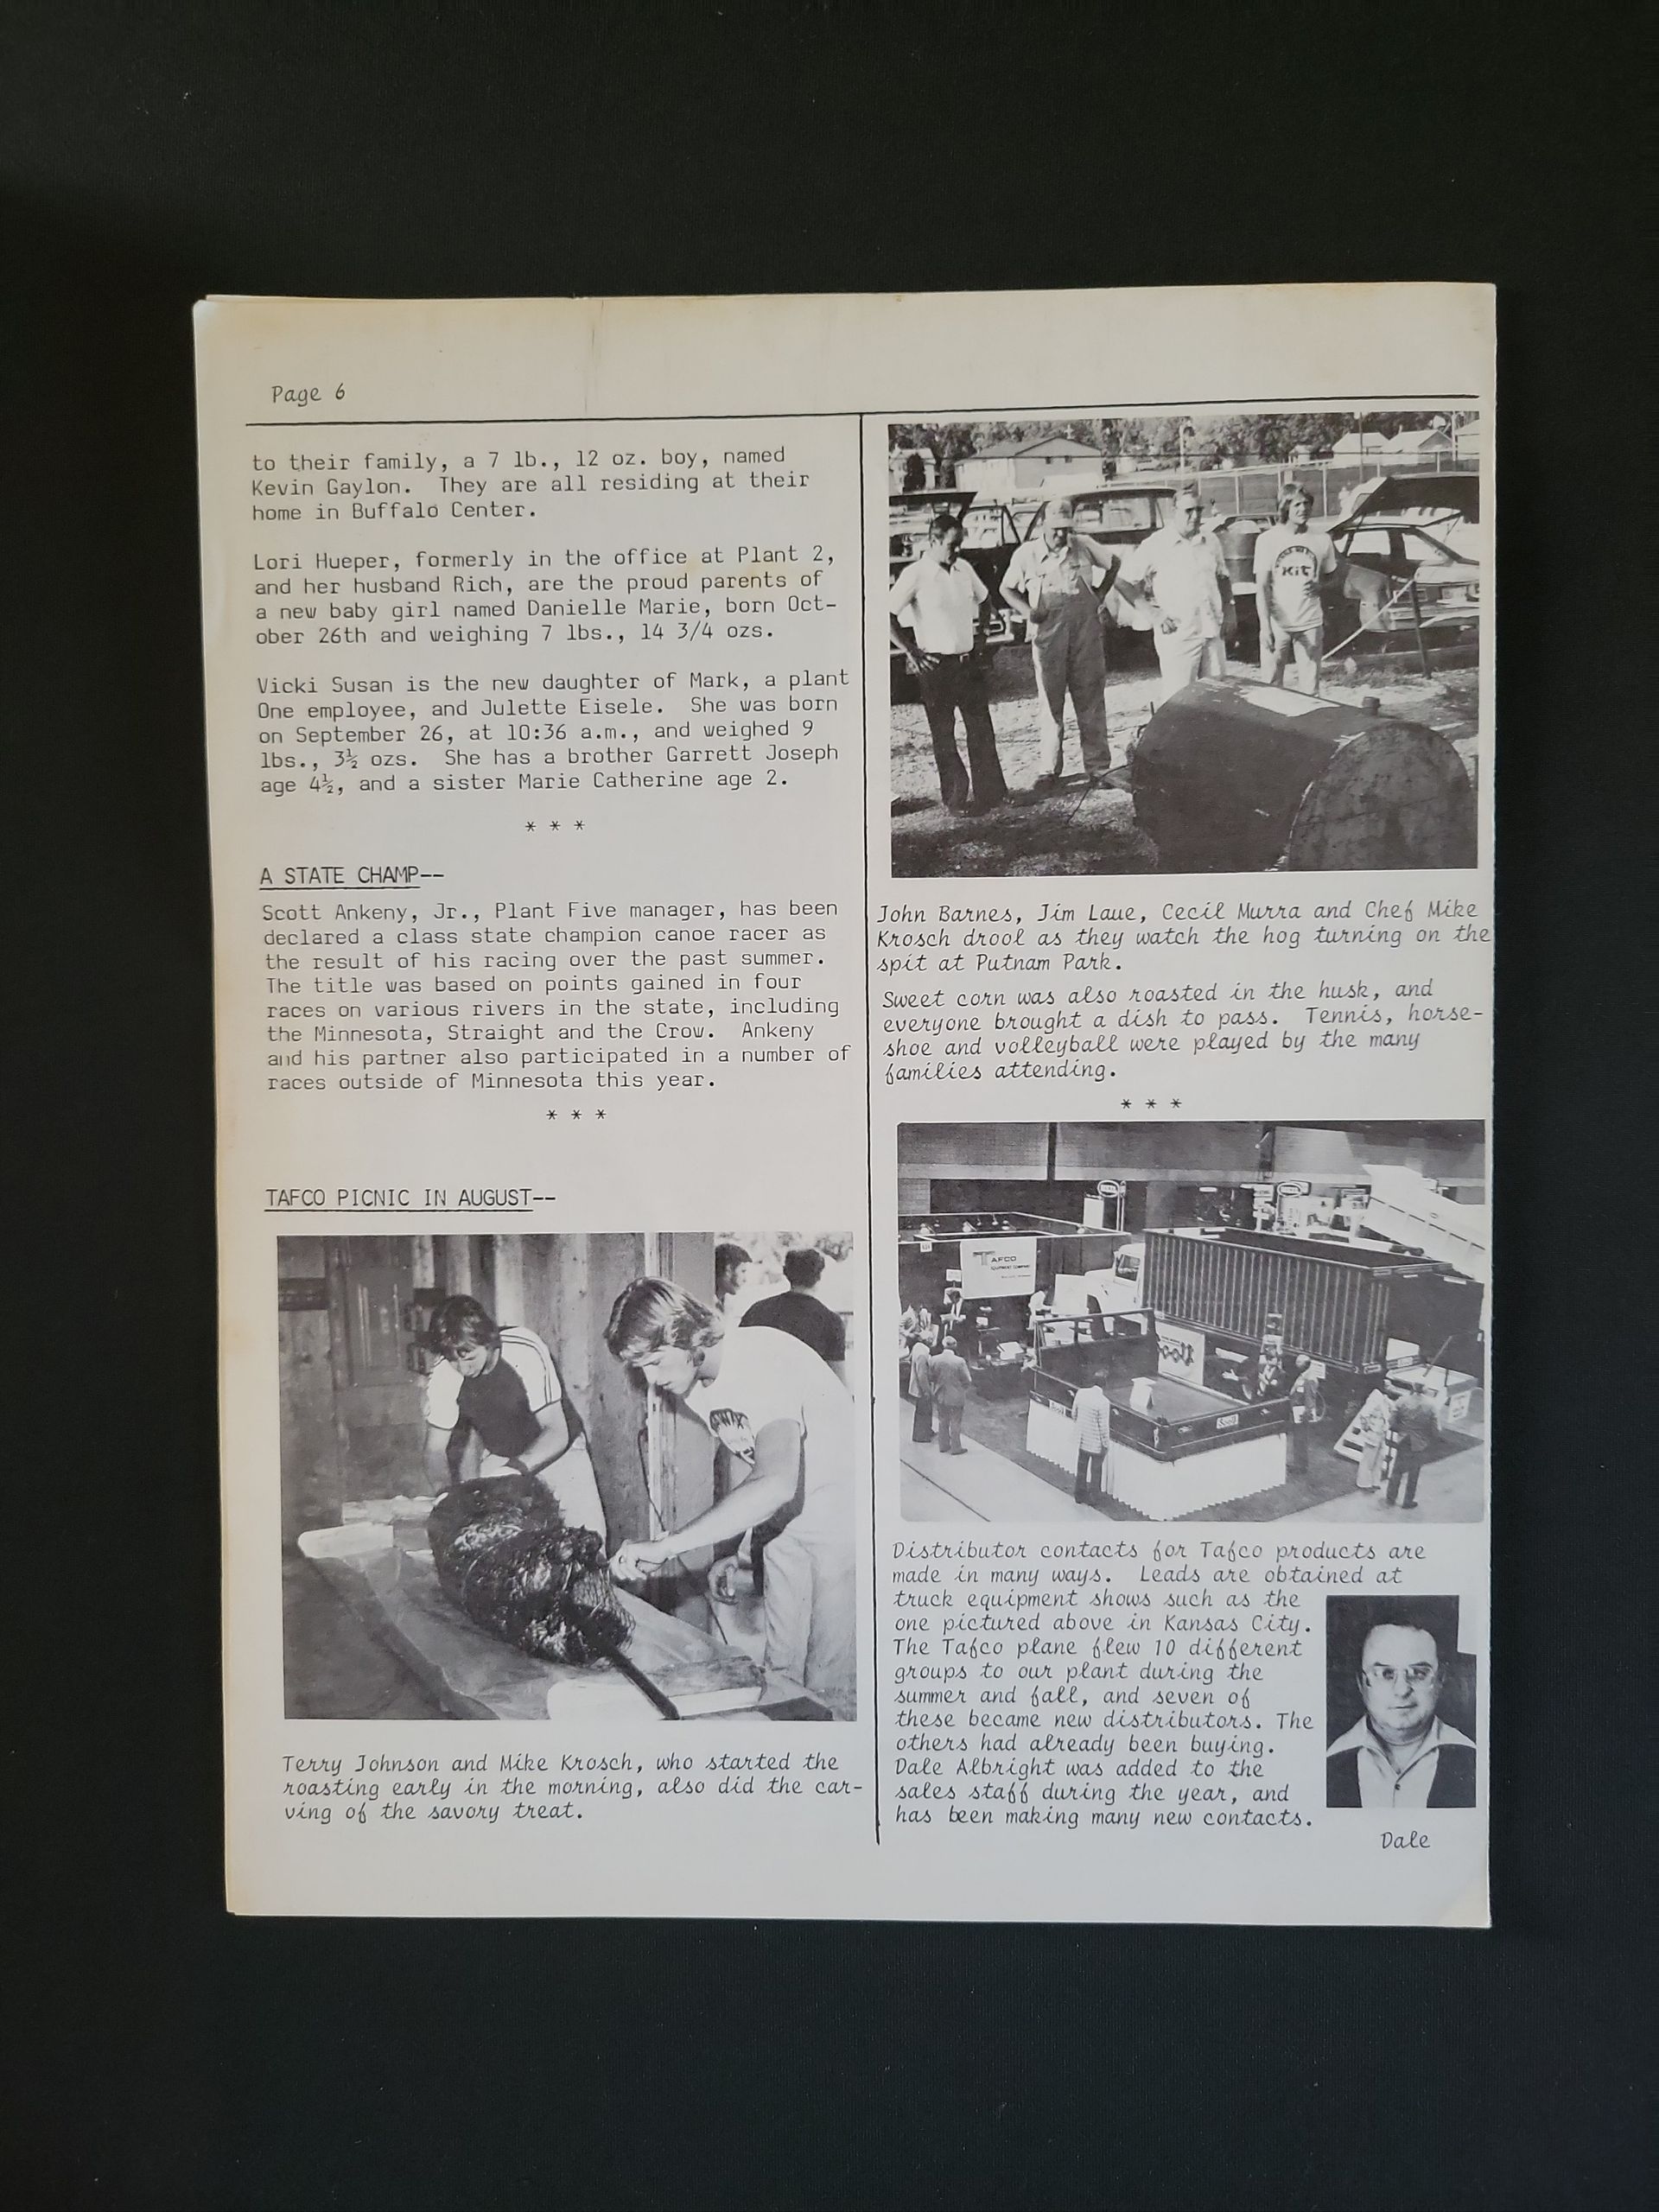 Page 6
to their family, a 7 lb., 12 oz. boy, named
Kevin Gaylon. They are all residing at their
home in Buffalo Center.
Lori Hueper, formerly in the office at Plant 2,
and her husband Rich, are the proud parents of
a new baby girl named Danielle Marie, born Oct-
ober 26th and weighing 7 lbs., 14 3/4 ozs.
Vicki Susan is the new daughter of Mark, a plant
One employee, and Julette Eisele. She was born
on September 26, at 10:36 a.m., and weighed 9
lbs., 3½ ozs. She has a brother Garrett Joseph
age 4½, and a sister Marie Catherine age 2.
* * *
A STATE CHAMP--
Scott Ankeny, Jr., Plant Five manager, has been
declared a class state champion canoe racer as
the result of his racing over the past summer.
The title was based on points gained in four
races on various rivers in the state, including
the Minnesota, Straight and the Crow. Ankeny
and his partner also participated in a number of
races outside of Minnesota this year.
* * *
TAFCO PICNIC IN AUGUST--
Terry Johnson and Mike Krosch, who started the
roasting early in the morning, also did the car-
ving of the savory treat.
KiT
John Barnes, Jim Laue, Cecil Murra and Chef Mike
Krosch drool as they watch the hog turning on the
spit at Putnam Park.
Sweet corn was also roasted in the husk, and
everyone brought a dish to pass. Tennis, horse-
shoe and volleyball were played by the many
families attending.
* * *
TAFCO
EQUIPMENT COMPANY
Scott
Distributor contacts for Tafco products are
made in many ways. Leads are obtained at
truck equipment shows such as the
one pictured above in Kansas City.
The Tafco plane flew 10 different
groups to our plant during the
summer and fall, and seven of
these became new distributors. The
others had already been buying.
Dale Albright was added to the
sales staff during the year, and
has been making many new contacts.
Dale